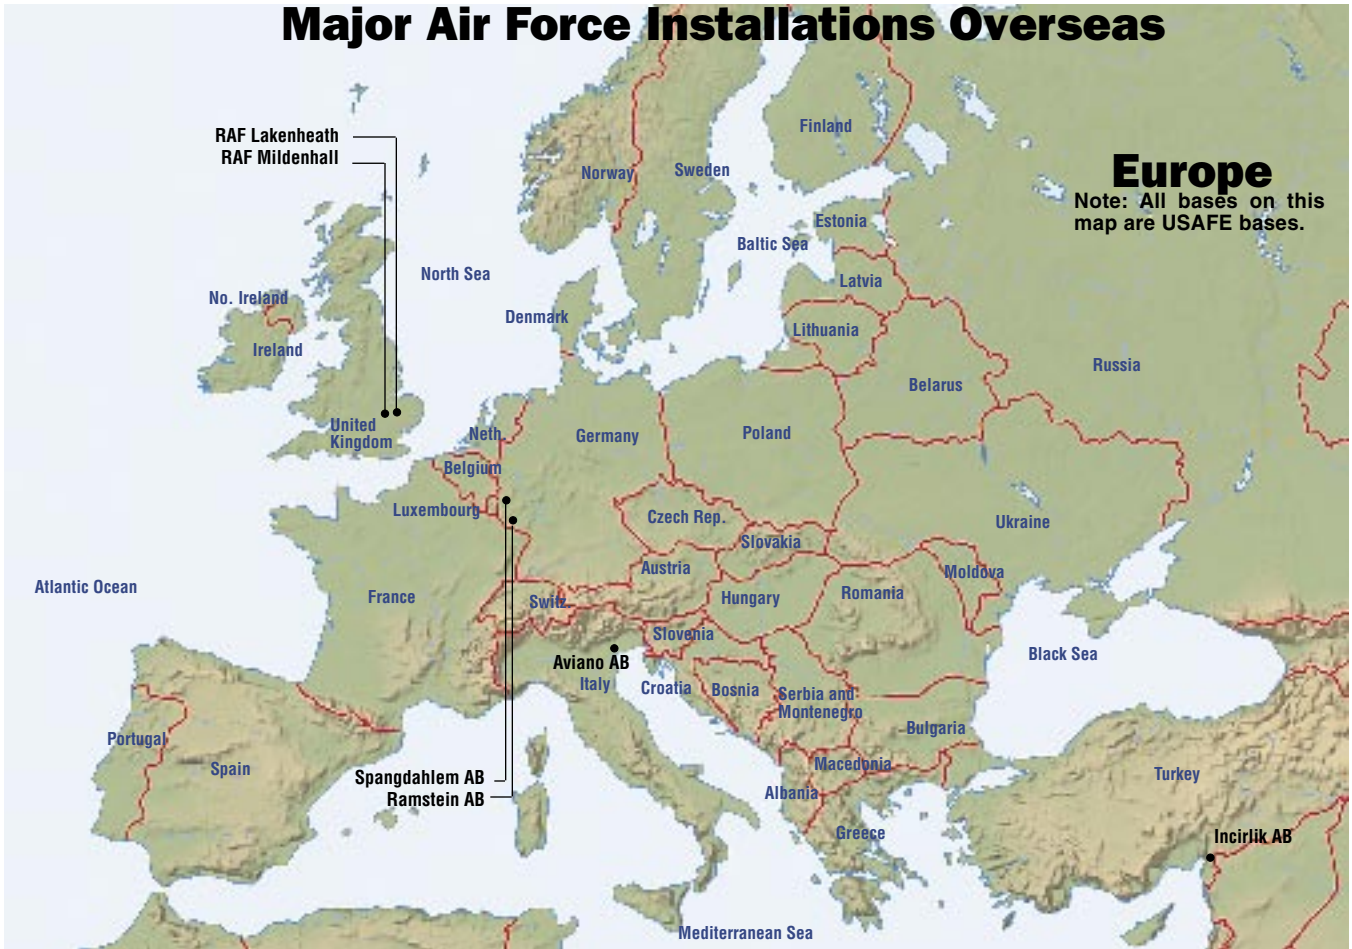 Major Air Force Installations Overseas
RAF Lakenheath
RAF Mildenhall
Finland
Europe
Note: All bases on this
map are USAFE bases.
Norway
Sweden
Estonia
Baltic Sea
North Sea
Latvia
No. Ireland
Denmark
Lithuania
Ireland
Russia
Belarus
United
Kingdom
Neth
Germany
Poland
Belgium
Luxembourg
Czech Rep.
Ukraine
Slovakia
Austria
Moldova
Atlantic Ocean
France
Switz.
Hungary
Romania
Slovenia
Aviano AB
Black Sea
Italy
Croatia
Bosnia
Serbia and
Montenegro
Bulgaria
Portugal
Spain
Macedonia
Spangdahlem AB
Ramstein AB
Albania
Turkey
Greece
Incirlik AB
Mediterranean Sea